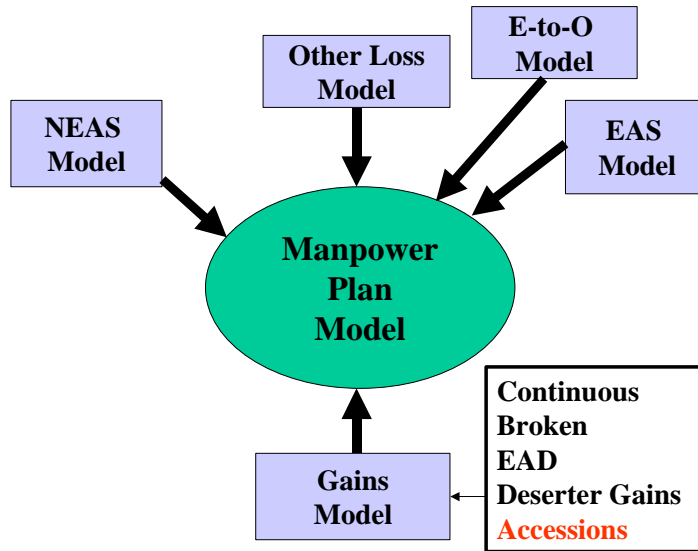 E-to-O
Model
Other Loss
Model
NEAS
Model
EAS
Model
Manpower
Plan
Model
Gains
Model
Continuous
Broken
EAD
Deserter Gains
Accessions